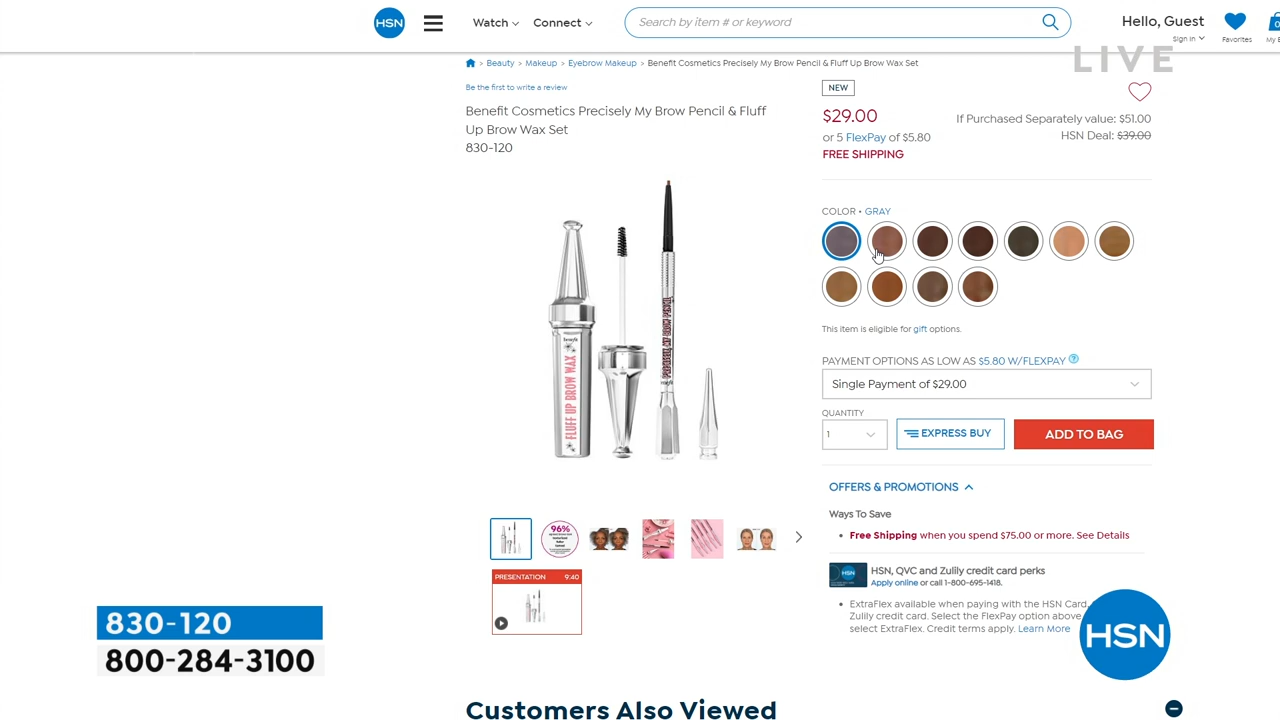 HSN
Watch
Connect
Search by item # or keyword
Hello, Guest
Sign In
Favorites
0
LIVE
Beauty > Makeup > Eyebrow Makeup > Benefit Cosmetics Precisely My Brow Pencil & Fluff Up Brow Wax Set
Be the first to write a review
Benefit Cosmetics Precisely My Brow Pencil & Fluff
Up Brow Wax Set
830-120
NEW
$29.00
If Purchased Separately value: $51.00
or 5 FlexPay of $5.80
HSN Deal: $39.00
FREE SHIPPING
COLOR • GRAY
benefit
FLUFF UP BROW WAX
This item is eligible for gift options.
PAYMENT OPTIONS AS LOW AS $5.80 W/FLEXPAY ?
Single Payment of $29.00
QUANTITY
1
EXPRESS BUY
ADD TO BAG
OFFERS & PROMOTIONS
Ways To Save
• Free Shipping when you spend $75.00 or more. See Details
96%
PRESENTATION 9:40
HSN
HSN, QVC and Zulily credit card perks
Apply online or call 1-800-695-1418.
• ExtraFlex available when paying with the HSN Card,
Zulily credit card. Select the FlexPay option above
select ExtraFlex. Credit terms apply. Learn More
HSN
830-120
800-284-3100
Customers Also Viewed